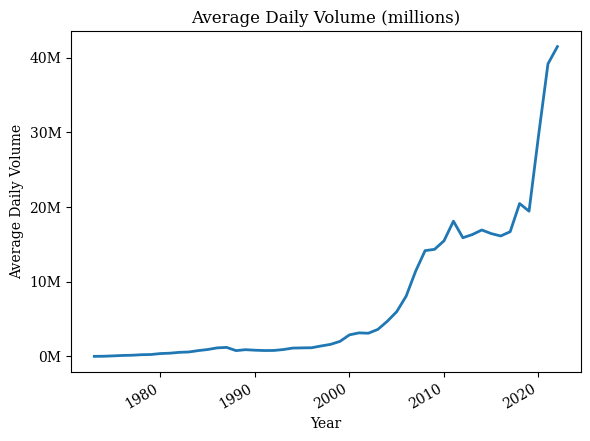 Average Daily Volume (millions)
Average Daily Volume
40M
30M
20M
10M
0M
1980
1990
2000
2010
2020
Year